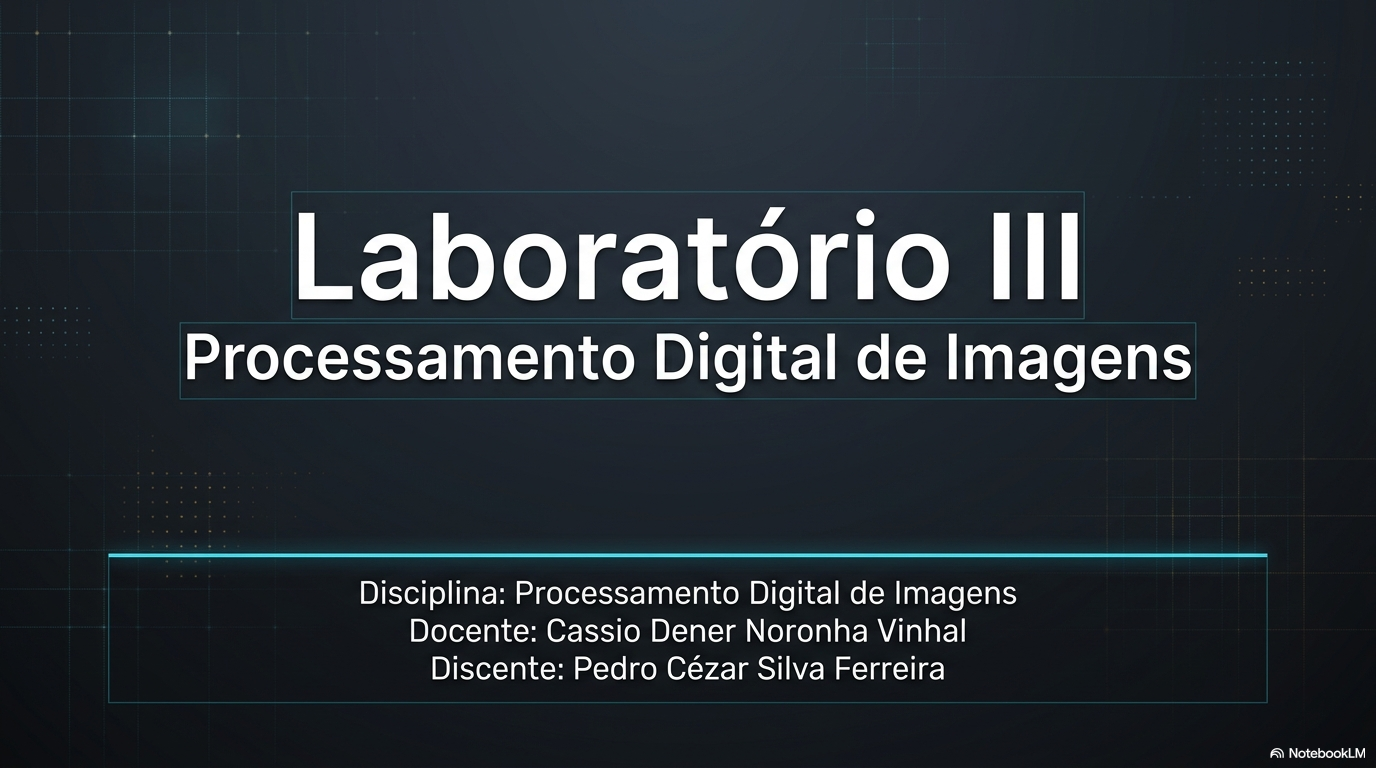 Laboratório III
Processamento Digital de Imagens
Disciplina: Processamento Digital de Imagens
Docente: Cassio Dener Noronha Vinhal
Discente: Pedro Cézar Silva Ferreira
NotebookLM